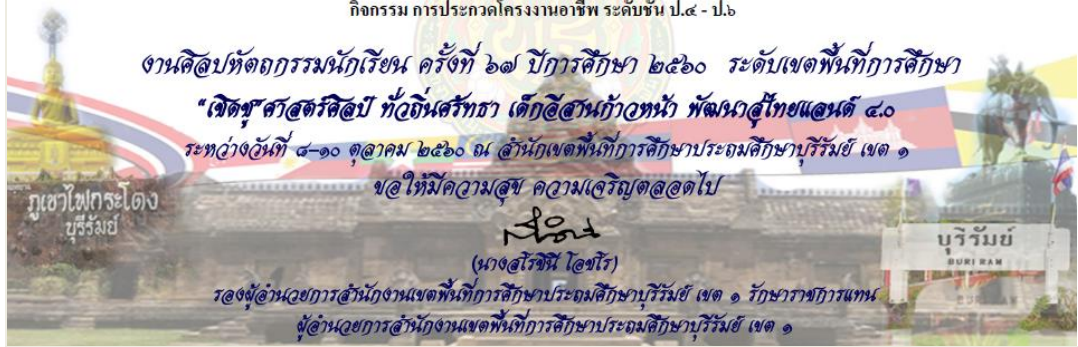 กิจกรรม การประกวดโครงงานอาชีพ ระดับชั้น ป.๔ - ป.๖
งานศิลปหัตถกรรมนักเรียน ครั้งที่ ๖๗ ปีการศึกษา ๒๕๖๐ ระดับเขตพื้นที่การศึกษา
"เชิดชูศาสตร์ศิลป์ ทั่วถิ่นศรัทธา เด็กอีสานก้าวหน้า พัฒนาสู่ไทยแลนด์ ๔.๐
ระหว่างวันที่ ๘-๑๐ ตุลาคม ๒๕๖๐ ณ สำนักเขตพื้นที่การศึกษาประถมศึกษาบุรีรัมย์ เขต ๑
ขอให้มีความสุข ความเจริญตลอดไป
ภูเขาไฟกระโดง
บุรีรัมย์
บุรีรัมย์
BURI RAM
(นางสโรชินี โอชโร)
รองผู้อำนวยการสำนักงานเขตพื้นที่การศึกษาประถมศึกษาบุรีรัมย์ เขต ๑ รักษาราชการแทน
ผู้อำนวยการสำนักงานเขตพื้นที่การศึกษาประถมศึกษาบุรีรัมย์ เขต ๑